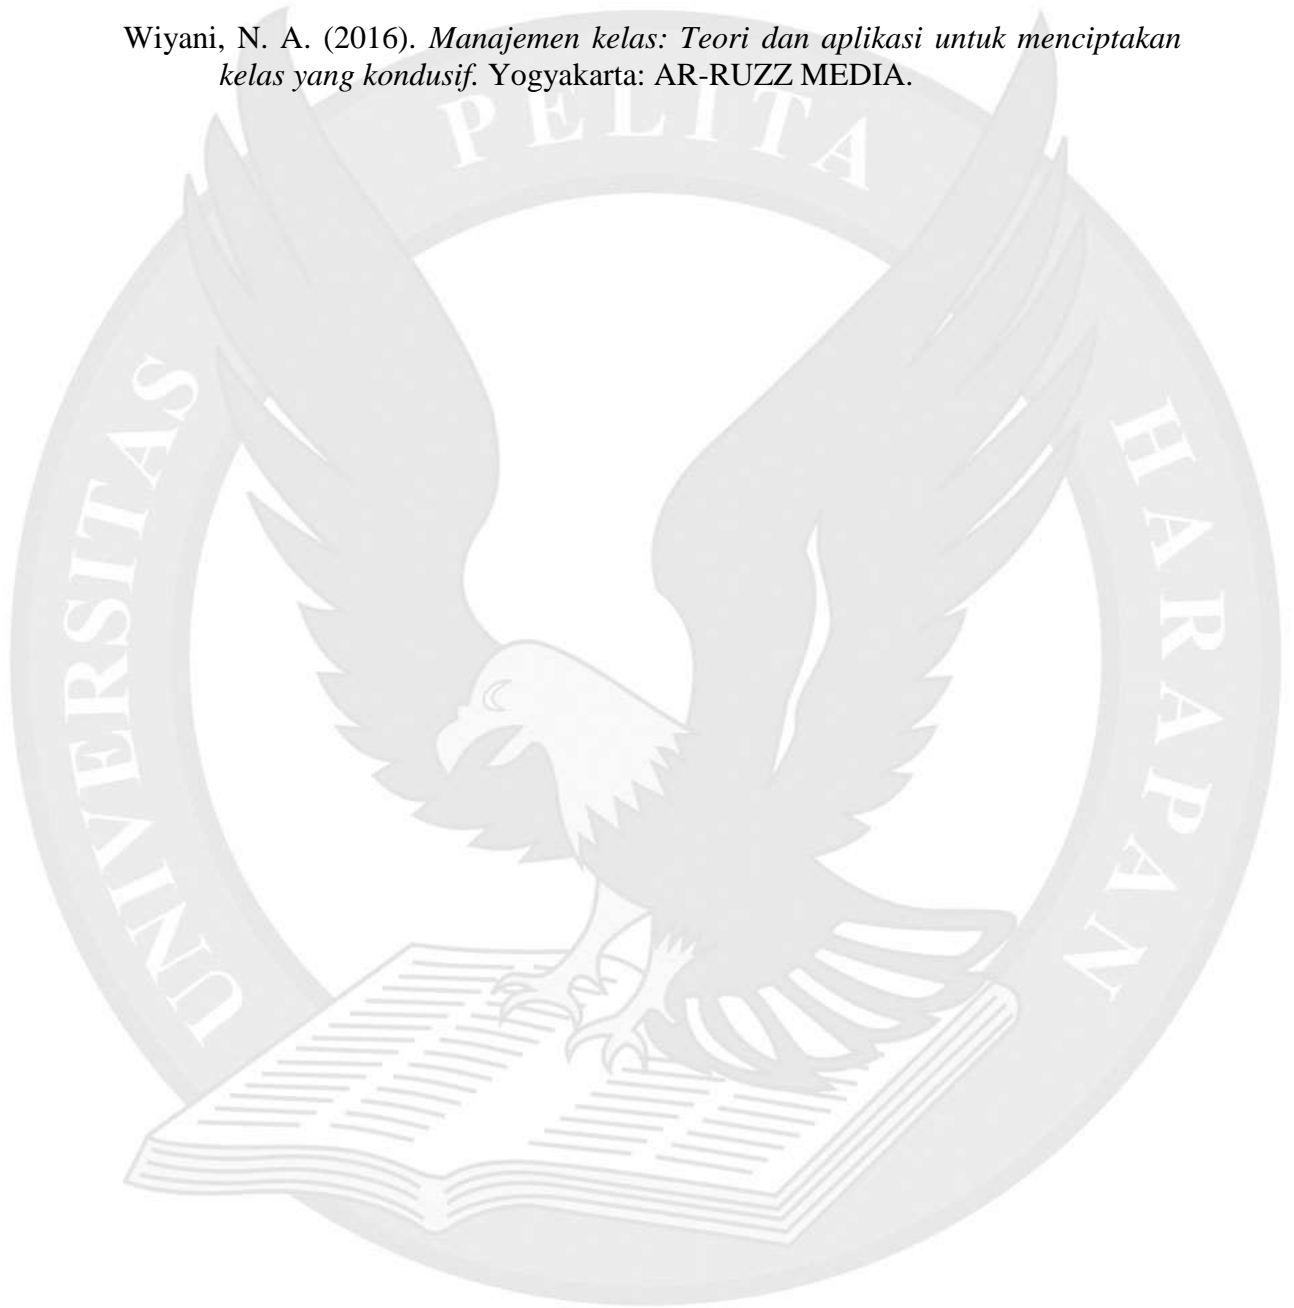 Wiyani, N. A. (2016). Manajemen kelas: Teori dan aplikasi untuk menciptakan
kelas yang kondusif. Yogyakarta: AR-RUZZ MEDIA.
UNIVERSITAS PELITA HARAPAN